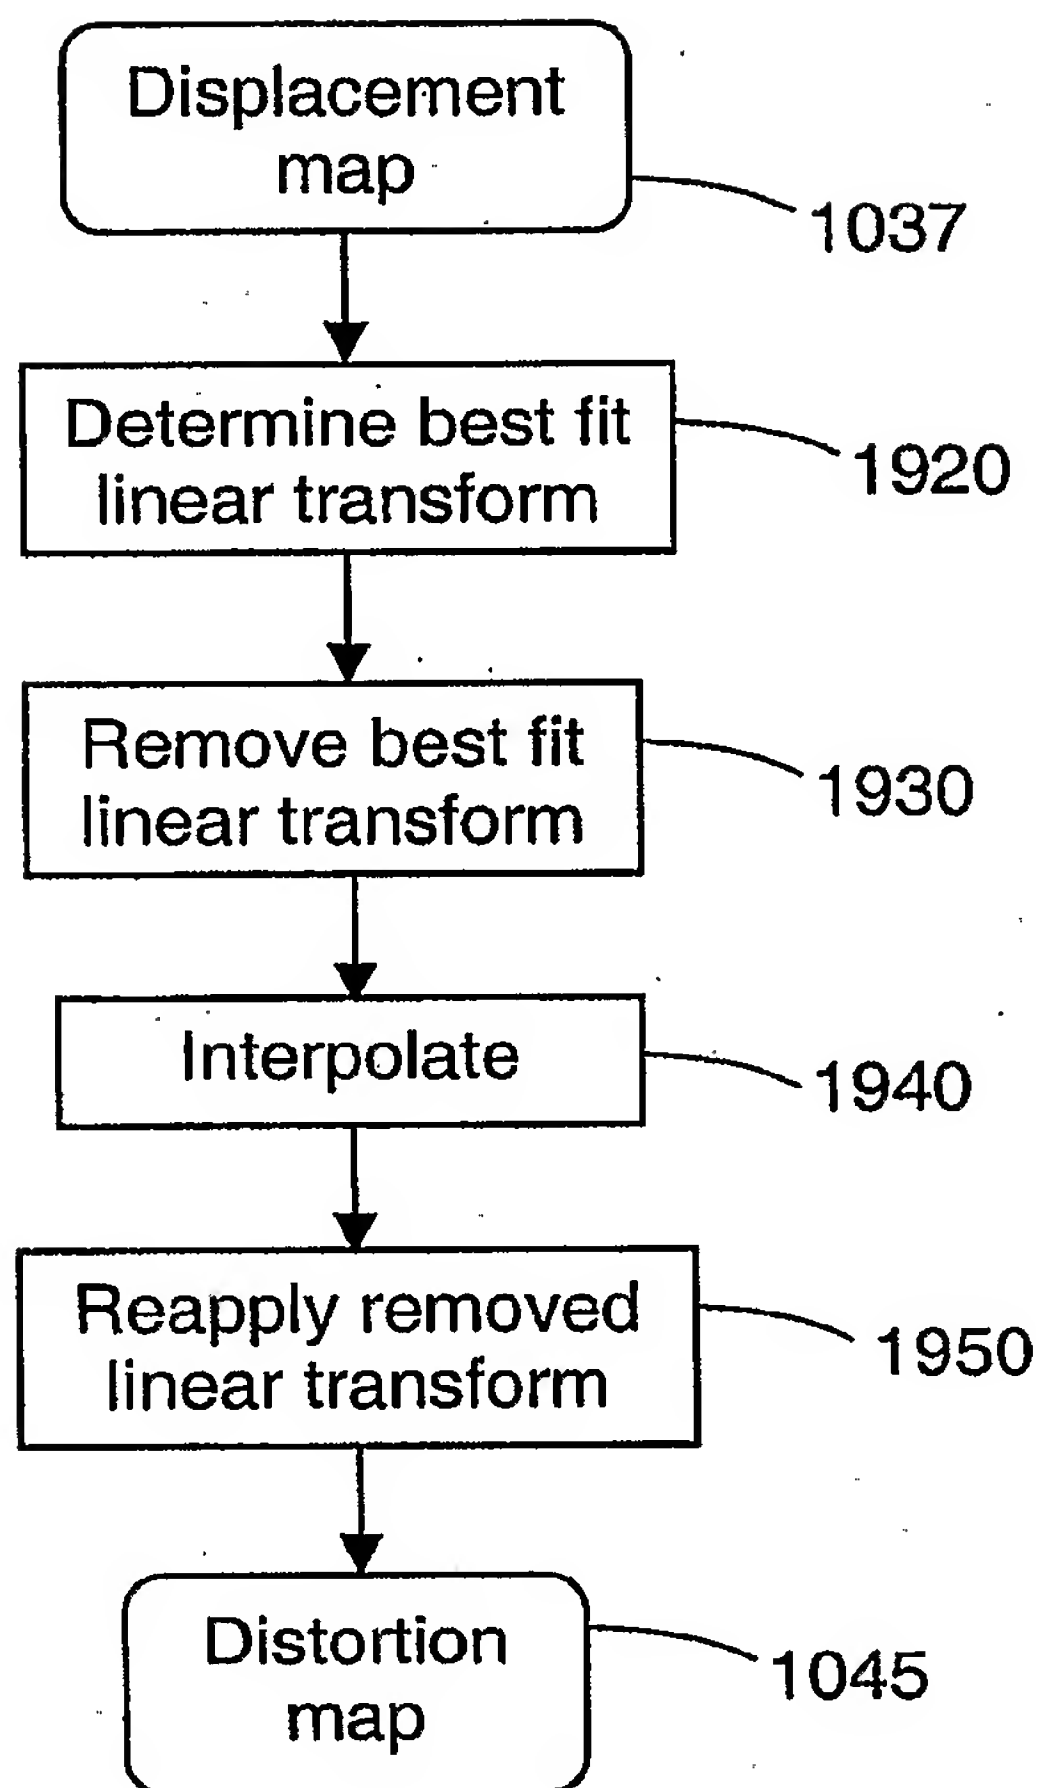 Displacement
map
1037
Determine best fit
linear transform
1920
Remove best fit
linear transform
1930
Interpolate
1940
Reapply removed
linear transform
1950
Distortion
map
1045